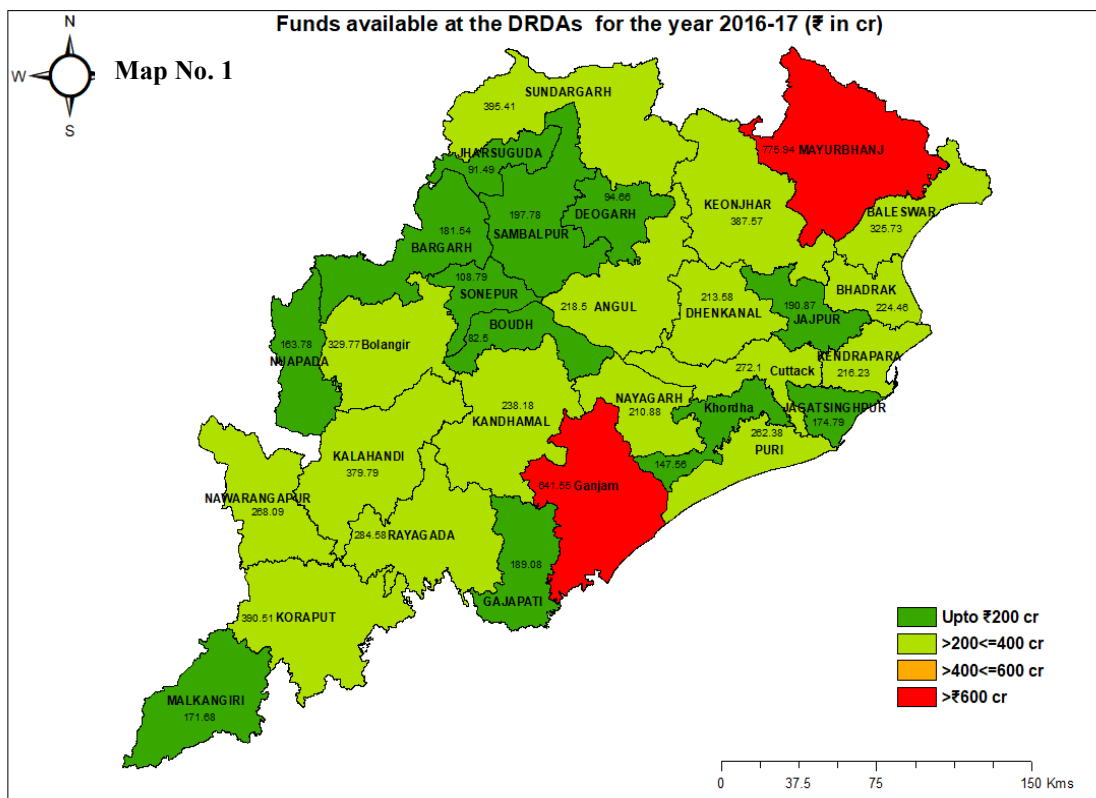 Funds available at the DRDAs for the year 2016-17 (₹ in cr)
N
W
S
Map No. 1
SUNDARGARH
395.41
JHARSUGUDA
91.49
775.94 MAYURBHANJ
94.66
DEOGARH
KEONJHAR
387.57
BALESWAR
325.73
197.78
SAMBALPUR
181.54
BARGARH
108.79
SONEPUR
BHADRAK
224.46
218.5 ANGUL
213.58
DHENKANAL
190.87
JAJPUR
BOUDH
82.5
163.78
NUAPADA
329.77 Bolangir
KENDRAPARA
216.23
272.1 Cuttack
NAYAGARH
210.88
Khordha
147.56
JAGATSINGHPUR
174.79
262.38
PURI
238.18
KANDHAMAL
KALAHANDI
379.79
641.55 Ganjam
NAWARANGAPUR
268.09
284.58 RAYAGADA
189.08
GAJAPATI
390.51 KORAPUT
MALKANGIRI
171.68
Upto ₹200 cr
>200<=400 cr
>400<=600 cr
>₹600 cr
0 37.5 75 150 Kms